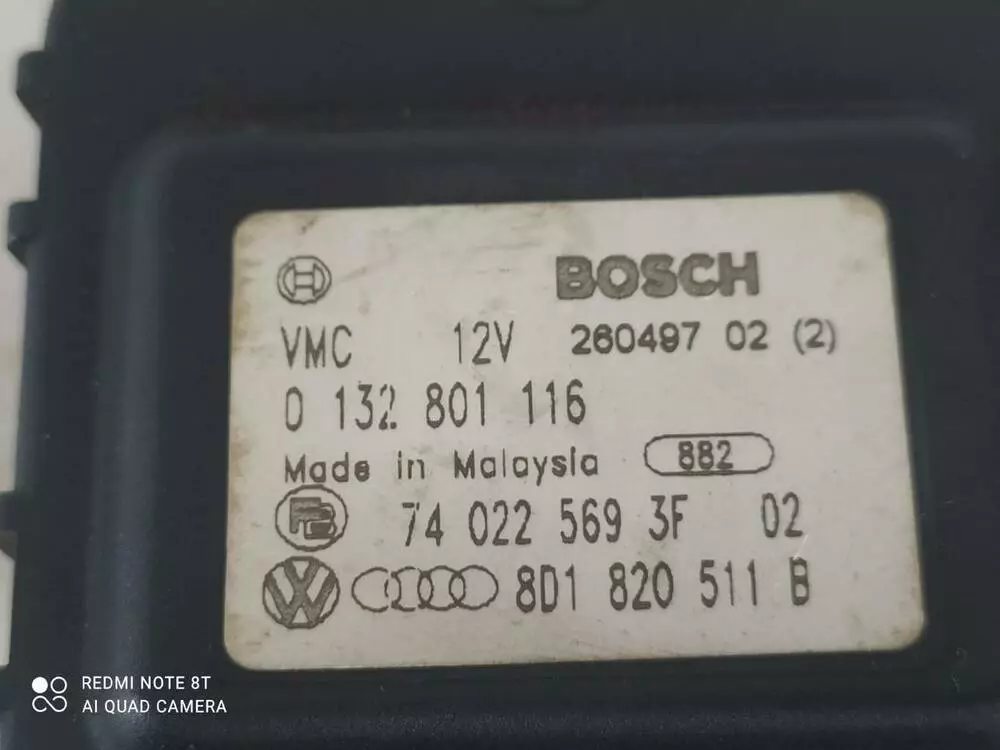 BOSCH
VMC 12V 260497 02 (2)
0 132 801 116
Made in Malaysia 882
74 022 569 3F 02
8D1 820 511 B
REDMI NOTE 8T
AI QUAD CAMERA